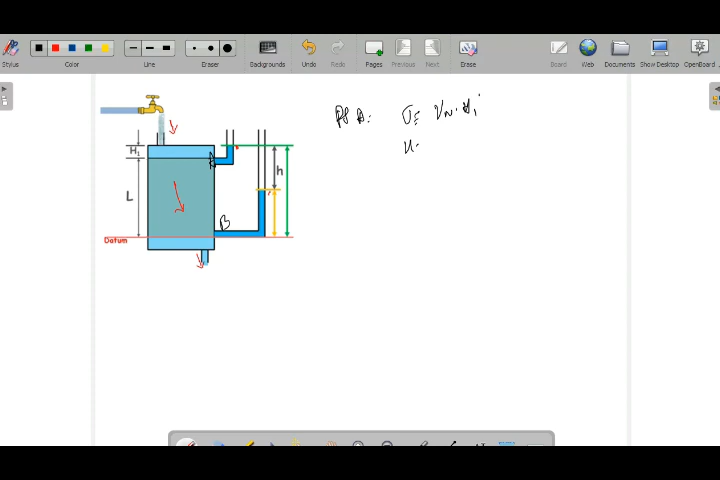 Stylus
Color
Line
Eraser
Backgrounds
Undo
Redo
Pages
Previous
Next
Erase
Board
Web
Documents
Show Desktop
OpenBoard
H₁
A
h
L
B
Datum